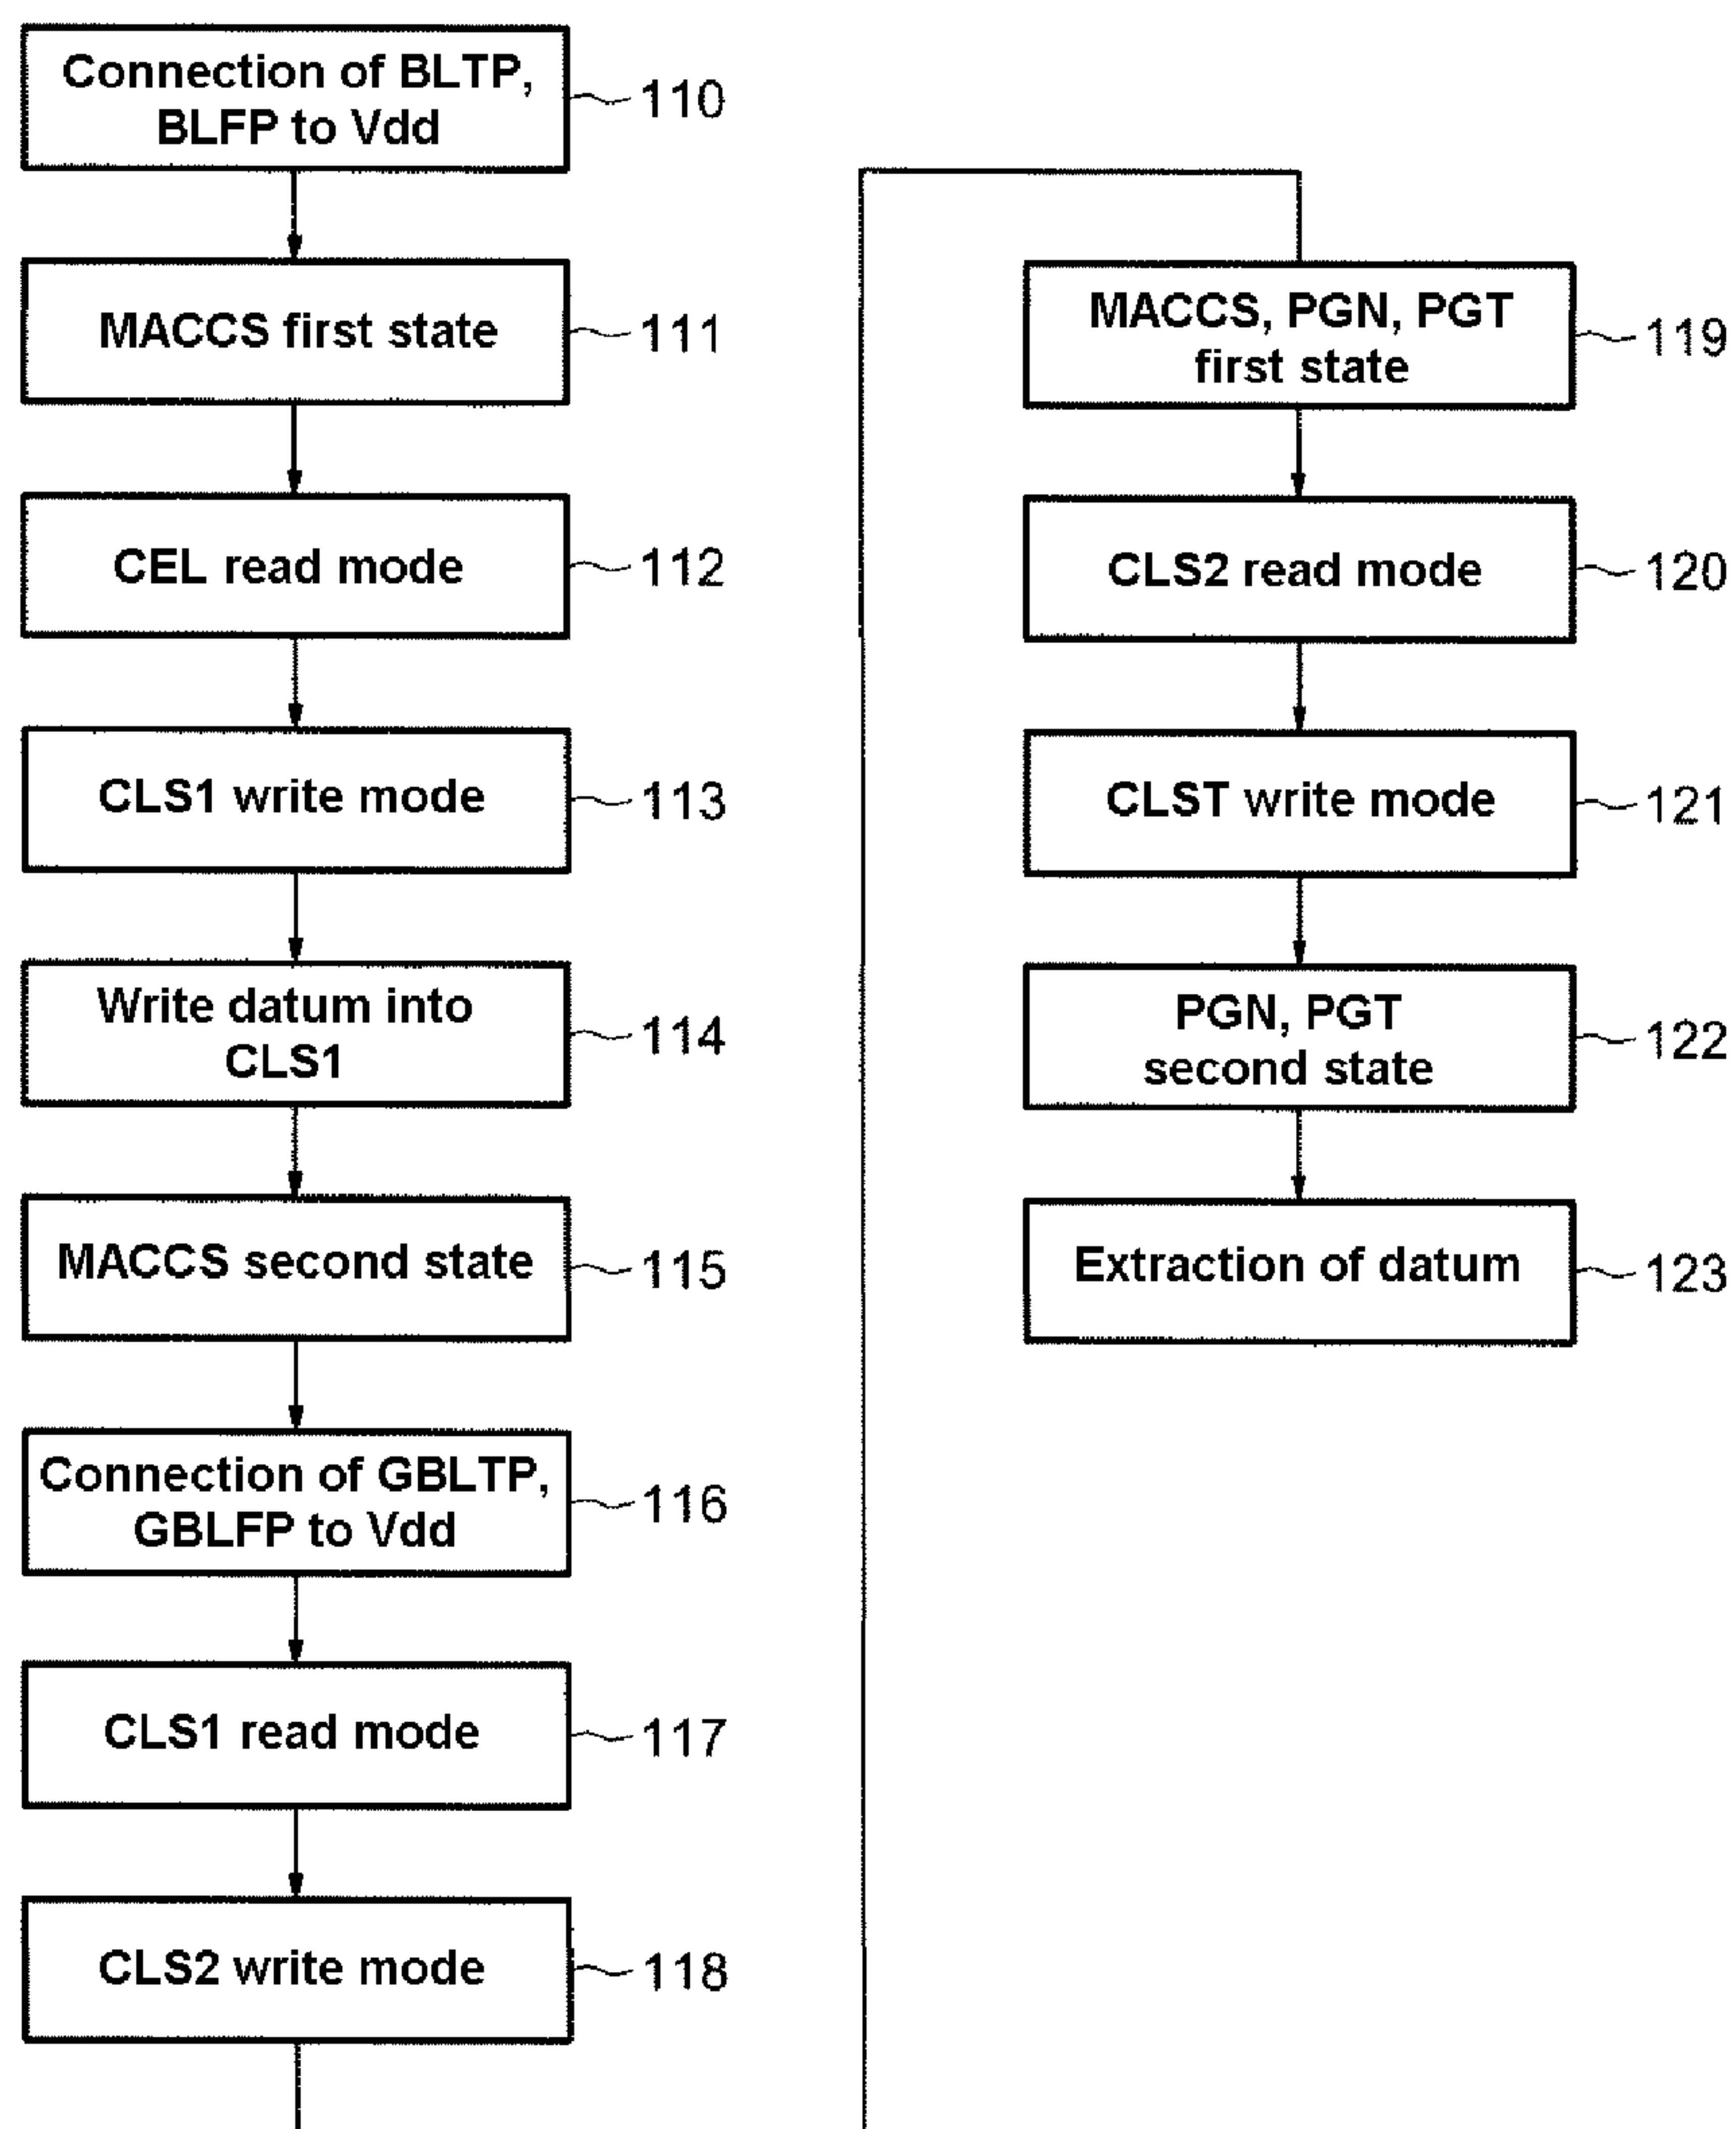 Connection of BLTP,
BLFP to Vdd
110
MACCS first state
111
CEL read mode
112
CLS1 write mode
113
Write datum into
CLS1
114
MACCS second state
115
Connection of GBLTP,
GBLFP to Vdd
116
CLS1 read mode
117
CLS2 write mode
118
MACCS, PGN, PGT
first state
119
CLS2 read mode
120
CLST write mode
121
PGN, PGT
second state
122
Extraction of datum
123